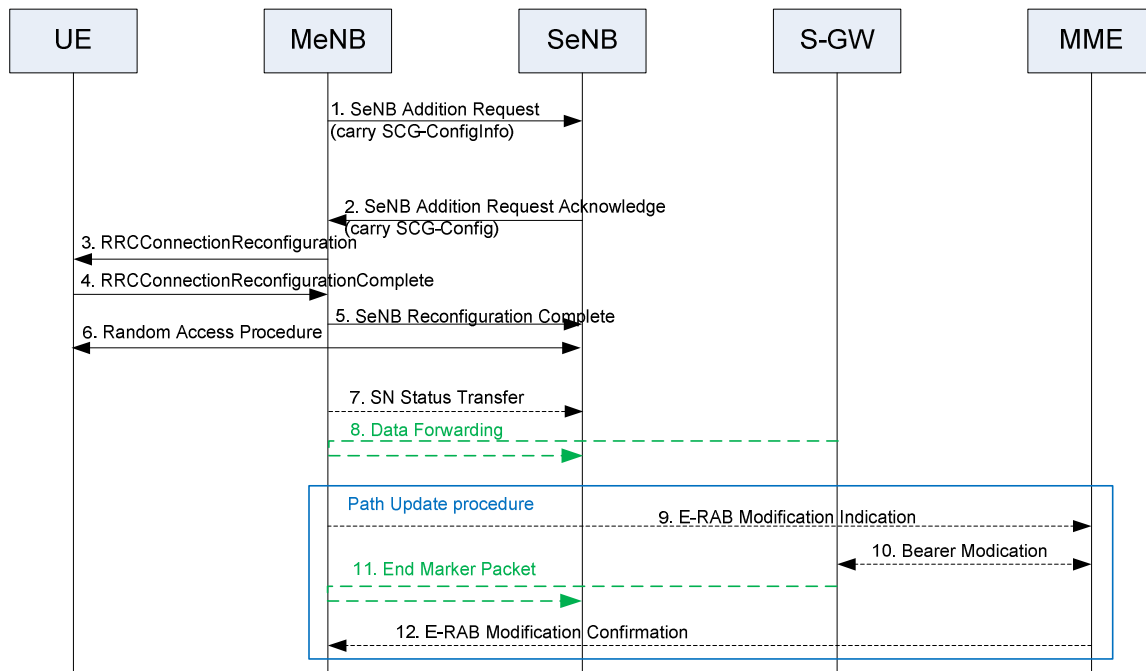 UE
MeNB
SeNB
S-GW
MME
1. SeNB Addition Request
(carry SCG-ConfigInfo)
2. SeNB Addition Request Acknowledge
(carry SCG-Config)
3. RRCConnectionReconfiguration
4. RRCConnectionReconfigurationComplete
5. SeNB Reconfiguration Complete
6. Random Access Procedure
7. SN Status Transfer
8. Data Forwarding
Path Update procedure
9. E-RAB Modification Indication
10. Bearer Modication
11. End Marker Packet
12. E-RAB Modification Confirmation